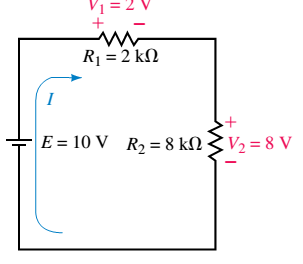 V₁ = 2 V
+ −
R₁ = 2 kΩ
I
E = 10 V
R₂ = 8 kΩ
+
V₂ = 8 V
−